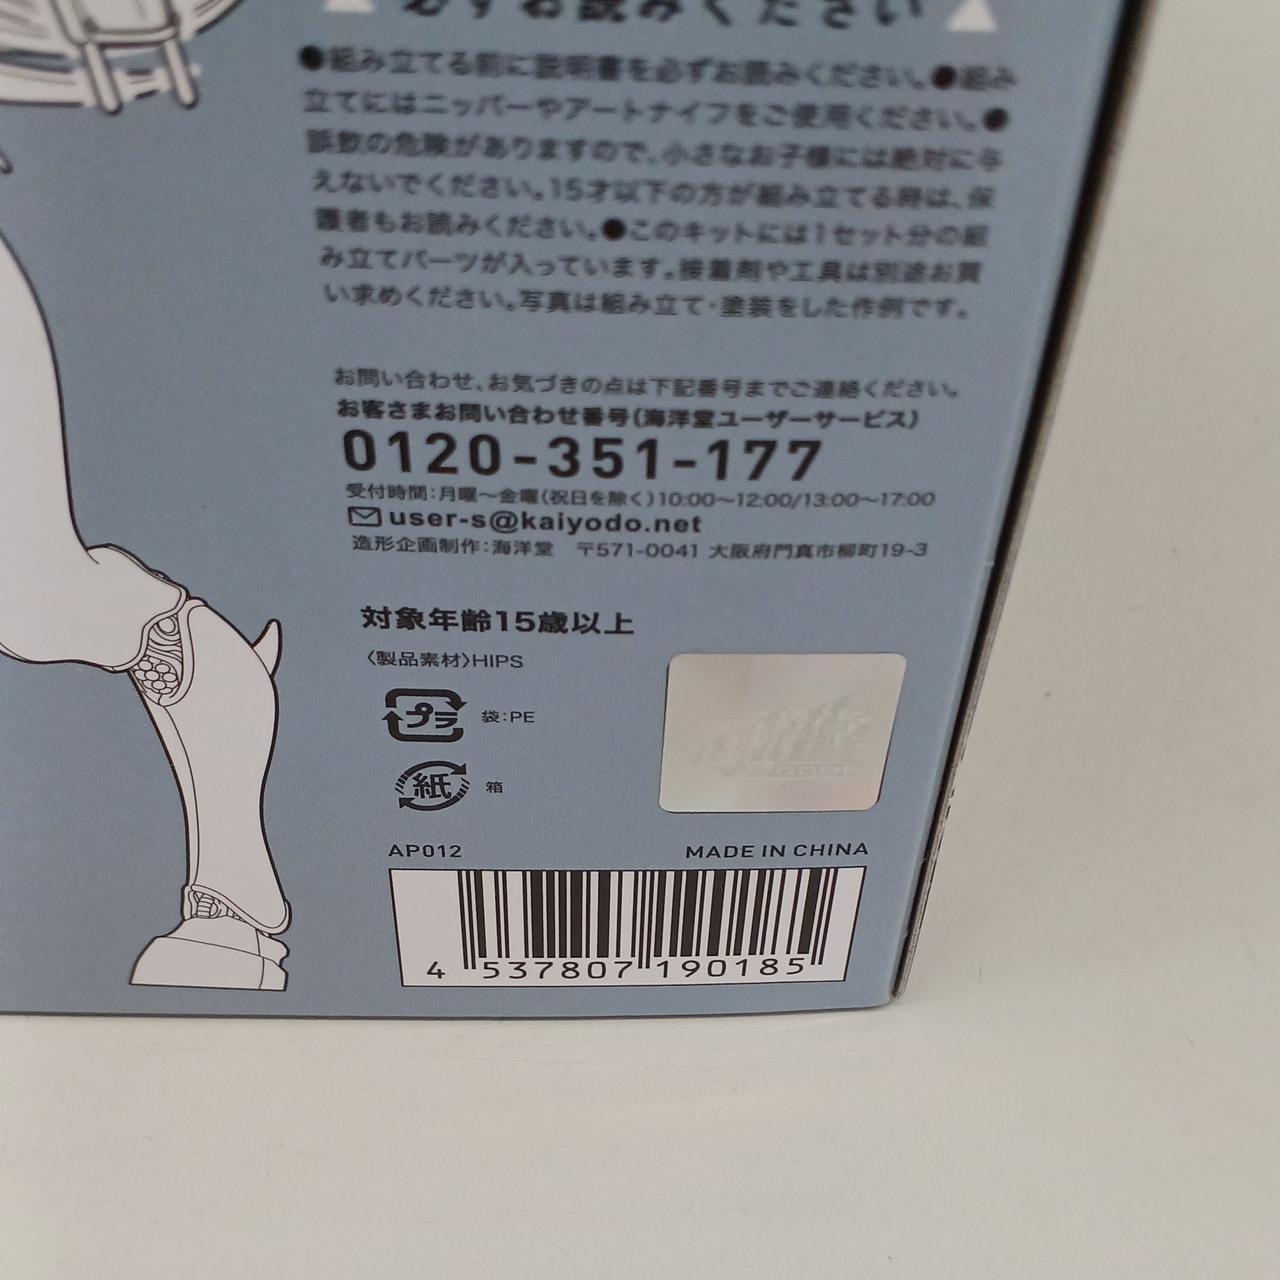 必ずお読みください
●組み立てる前に説明書を必ずお読みください。●組み
立てにはニッパーやアートナイフをご使用ください。●
誤飲の危険がありますので、小さなお子様には絶対に与
えないでください。15才以下の方が組み立てる時は、保
護者もお読みください。●このキットには1セット分の組
み立てパーツが入っています。接着剤や工具は別途お買
い求めください。写真は組み立て・塗装をした作例です。
お問い合わせ、お気づきの点は下記番号までご連絡ください。
お客さまお問い合わせ番号(海洋堂ユーザーサービス)
0120-351-177
受付時間:月曜〜金曜(祝日を除く)10:00〜12:00/13:00〜17:00
user-s@kaiyodo.net
造形企画制作:海洋堂 〒571-0041 大阪府門真市柳町19-3
対象年齢15歳以上
〈製品素材〉HIPS
プラ 袋:PE
紙 箱
AP012 MADE IN CHINA
4 537807 190185